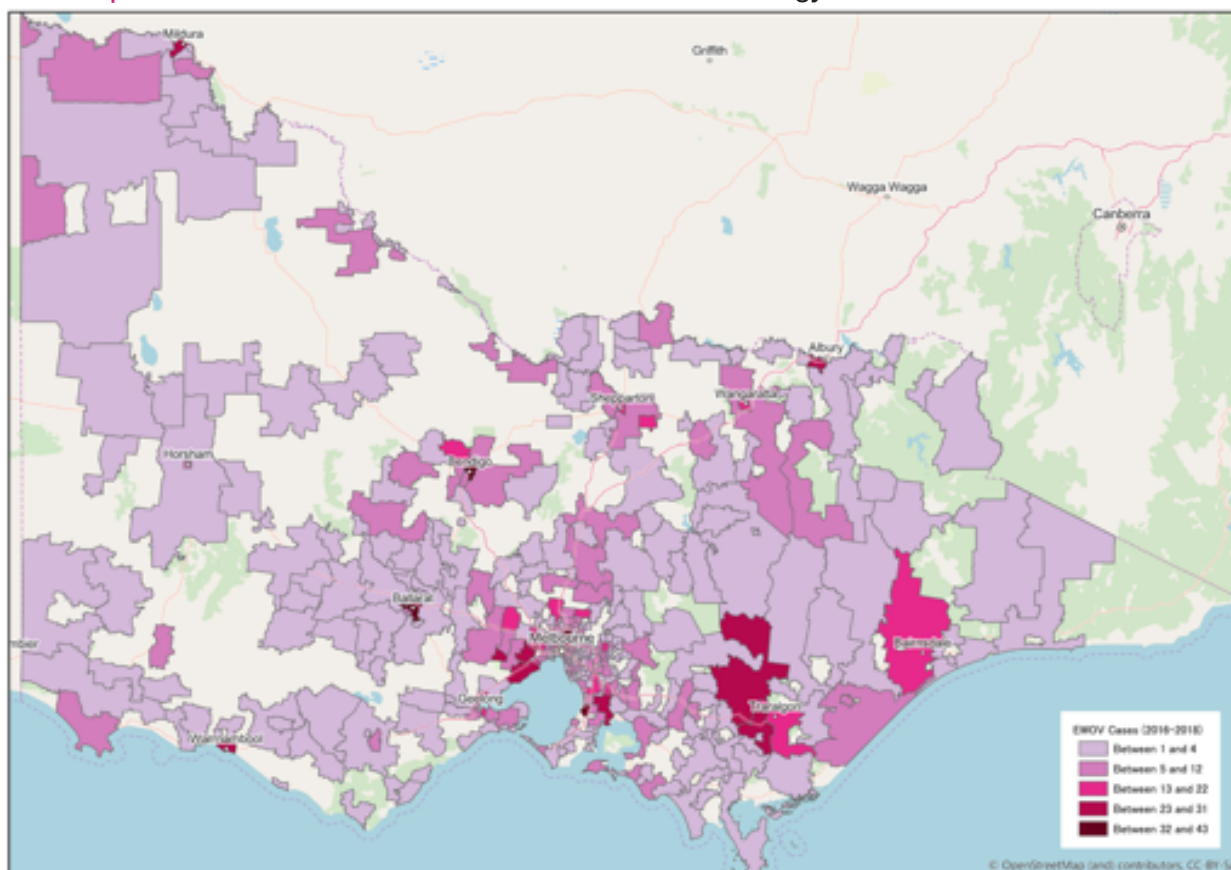 Mildura
Griffith
Wagga Wagga
Canberra
Albury
Shepparton
Wangaratta
Horsham
Bendigo
Ballarat
Melbourne
Bairnsdale
Geelong
Traralgon
Warrnambool
EWOV Cases (2016-2018)
Between 1 and 4
Between 5 and 12
Between 13 and 22
Between 23 and 31
Between 32 and 43
© OpenStreetMap (and) contributors, CC-BY-SA